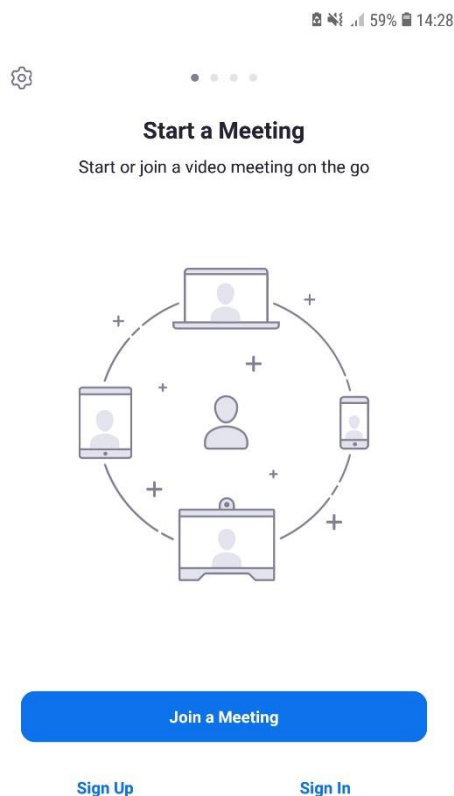 59% 14:28
Start a Meeting
Start or join a video meeting on the go
Join a Meeting
Sign Up Sign In